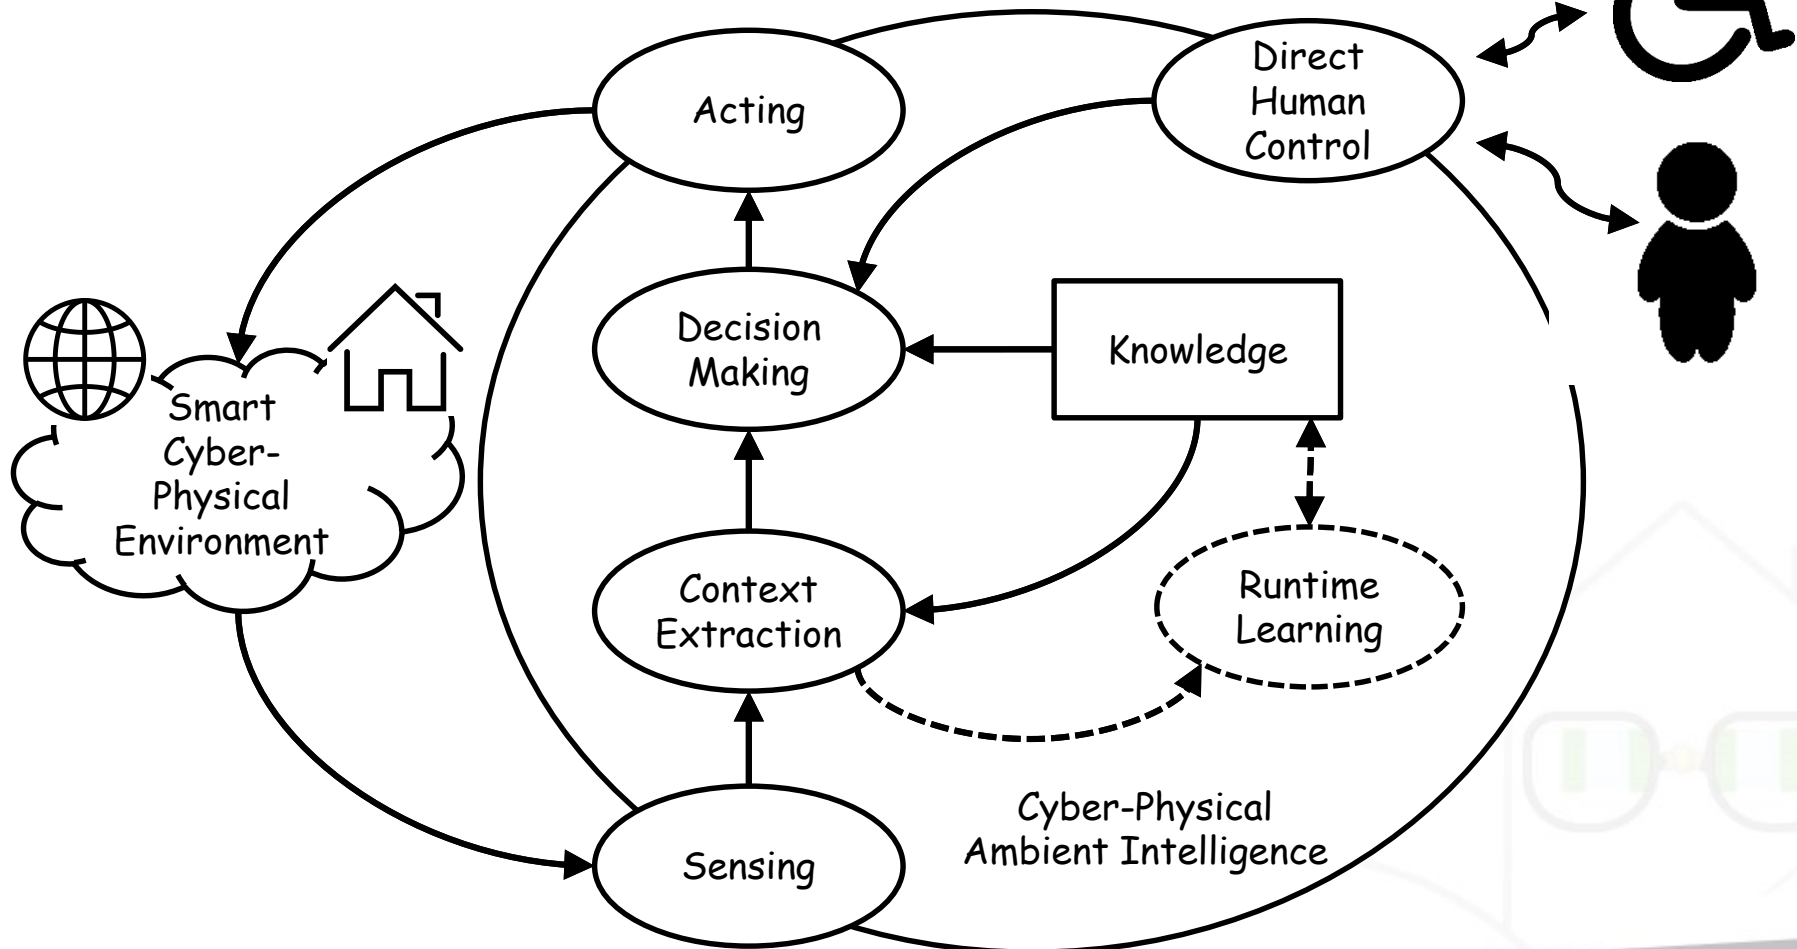 Acting
Direct
Human
Control
Decision
Making
Knowledge
Smart
Cyber-
Physical
Environment
Context
Extraction
Runtime
Learning
Cyber-Physical
Ambient Intelligence
Sensing